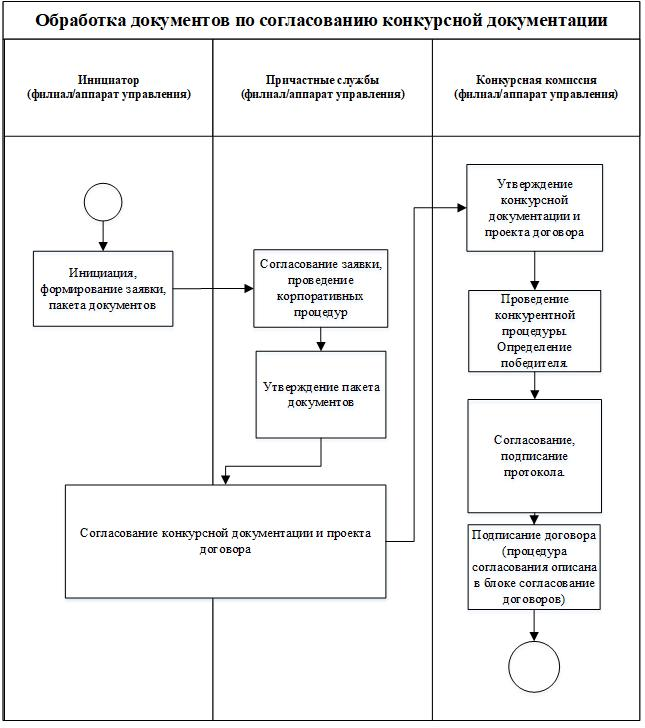 Обработка документов по согласованию конкурсной документации
Инициатор
(филиал/аппарат управления)
Причастные службы
(филиал/аппарат управления)
Конкурсная комиссия
(филиал/аппарат управления)
Инициация,
формирование заявки,
пакета документов
Согласование заявки,
проведение
корпоративных
процедур
Утверждение пакета
документов
Согласование конкурсной документации и проекта
договора
Утверждение
конкурсной
документации и
проекта договора
Проведение
конкурентной
процедуры.
Определение
победителя.
Согласование,
подписание
протокола.
Подписание договора
(процедура
согласования описана
в блоке согласование
договоров)